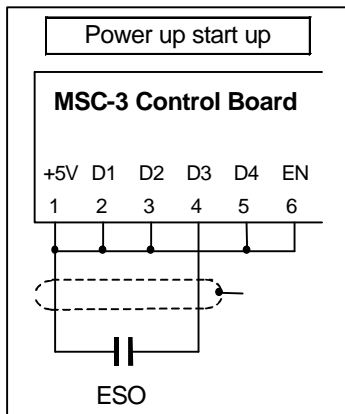 Power up start up
MSC-3 Control Board
+5V D1 D2 D3 D4 EN
1 2 3 4 5 6
ESO